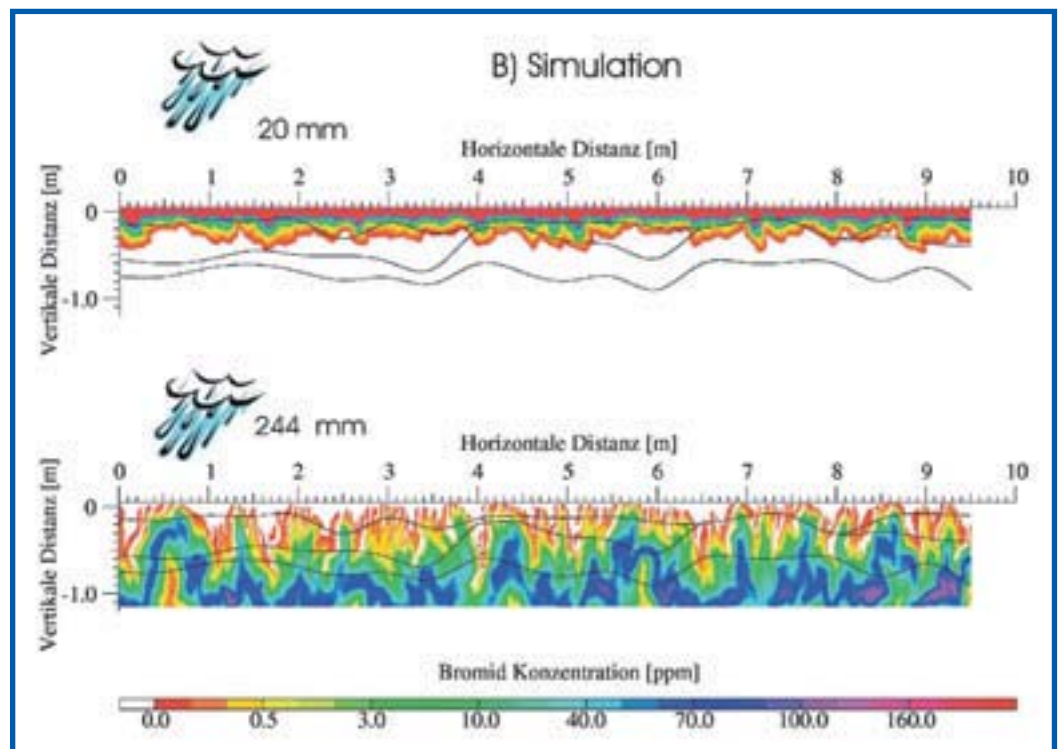 B) Simulation
20 mm
Horizontale Distanz [m]
0 1 2 3 4 5 6 7 8 9 10
Vertikale Distanz [m]
0
-1.0
244 mm
Horizontale Distanz [m]
0 1 2 3 4 5 6 7 8 9 10
Vertikale Distanz [m]
0
-1.0
Bromid Konzentration [ppm]
0.0 0.5 3.0 10.0 40.0 70.0 100.0 160.0